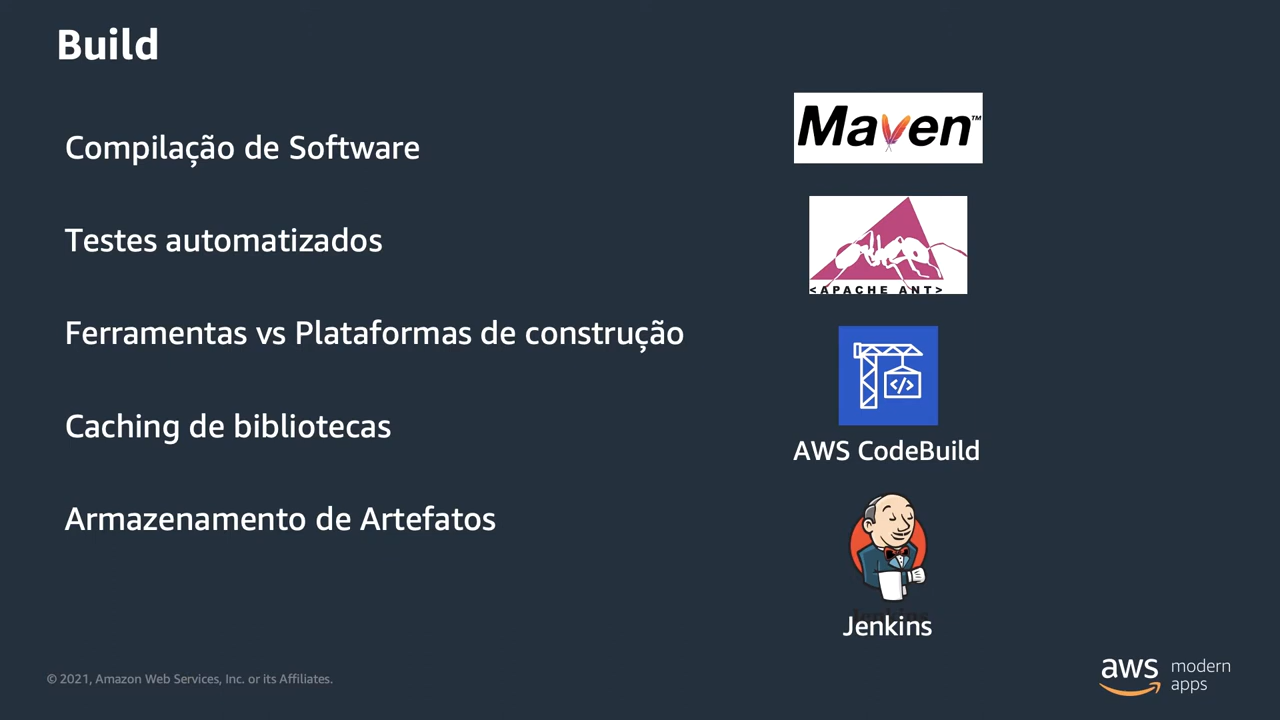 Build
Compilação de Software
Testes automatizados
Ferramentas vs Plataformas de construção
Caching de bibliotecas
Armazenamento de Artefatos
Maven™
<APACHE ANT>
</>
AWS CodeBuild
Jenkins
Jenkins
© 2021, Amazon Web Services, Inc. or its Affiliates.
aws modern
apps